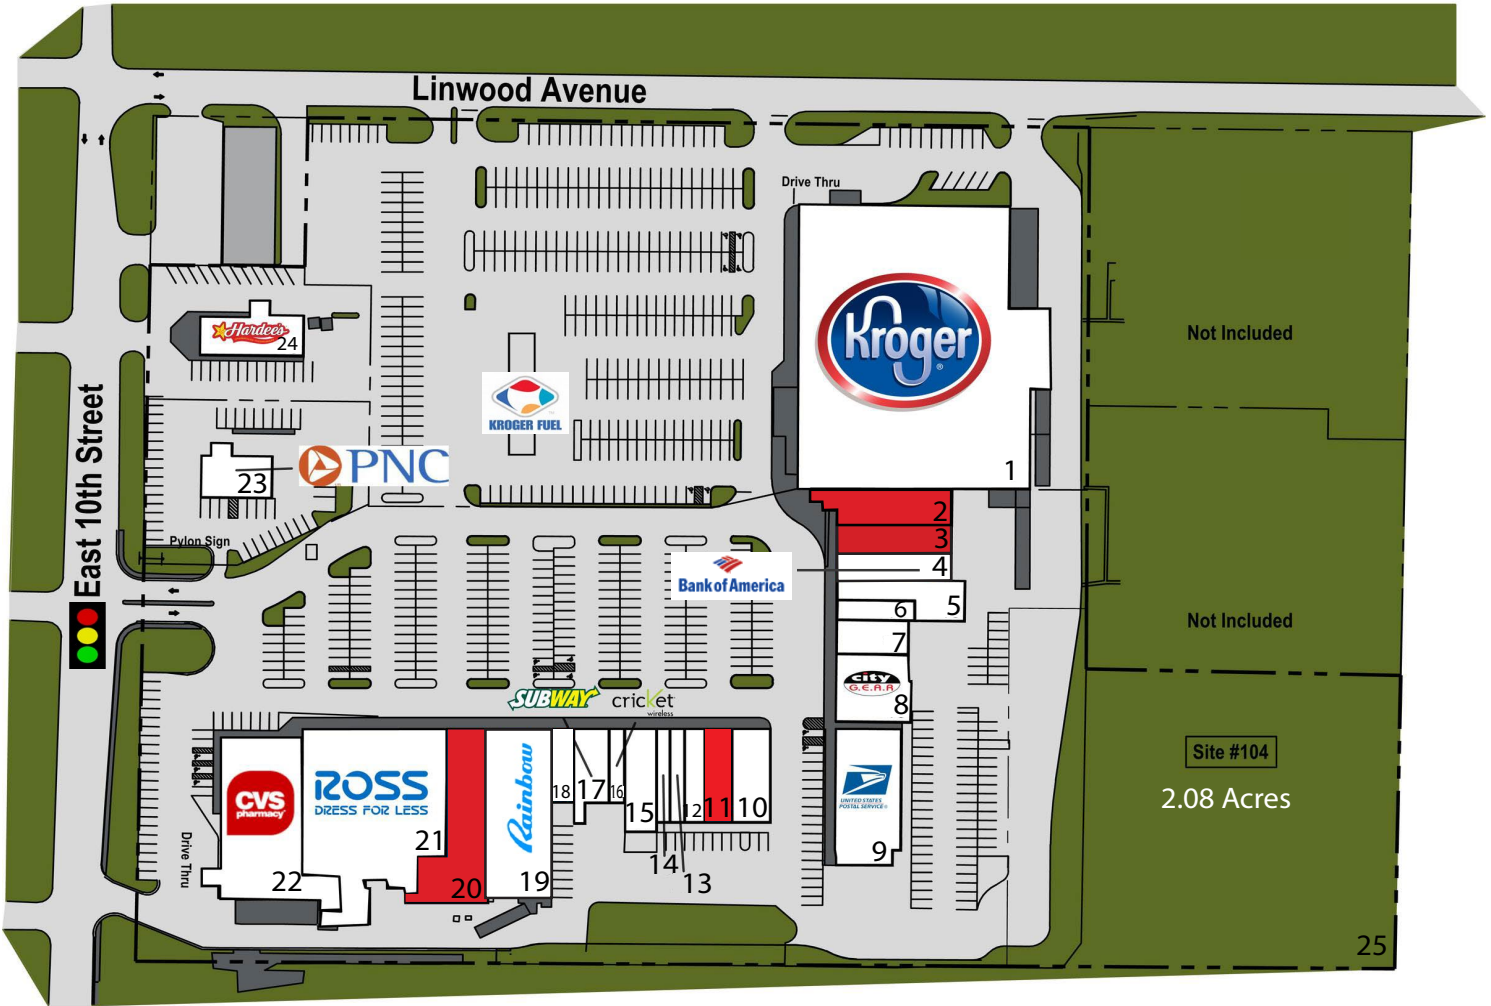 Linwood Avenue
Drive Thru
Hardee's
24
Kroger
®
Not Included
East 10th Street
KROGER FUEL
PNC
23
1
2
3
Pylon Sign
Bank of America
4
5
6
Not Included
7
city
G.E.A.R
8
SUBWAY
cricket
wireless
Site #104
2.08 Acres
CVS
pharmacy
ROSS
DRESS FOR LESS
Rainbow
18
17
16
15
12
11
10
UNITED STATES
POSTAL SERVICE®
9
Drive Thru
21
14
13
22
20
19
25